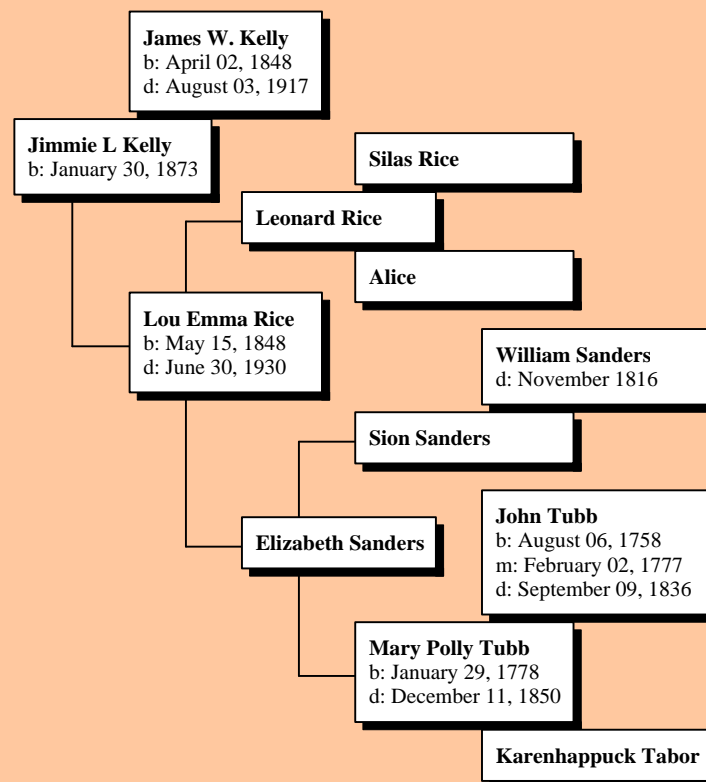 James W. Kelly
b: April 02, 1848
d: August 03, 1917
Jimmie L Kelly
b: January 30, 1873
Silas Rice
Leonard Rice
Alice
Lou Emma Rice
b: May 15, 1848
d: June 30, 1930
William Sanders
d: November 1816
Sion Sanders
John Tubb
b: August 06, 1758
m: February 02, 1777
d: September 09, 1836
Elizabeth Sanders
Mary Polly Tubb
b: January 29, 1778
d: December 11, 1850
Karenhappuck Tabor